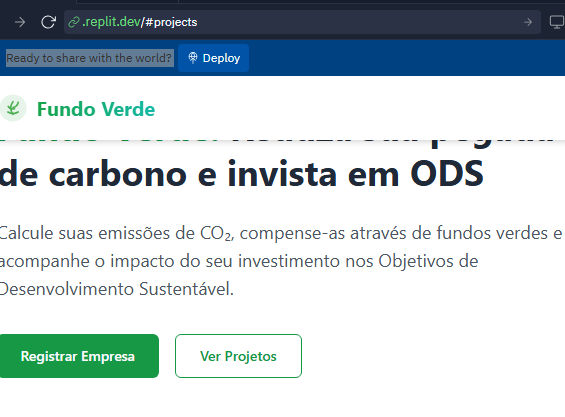 .replit.dev/#projects
Ready to share with the world? Deploy
Fundo Verde
de carbono e invista em ODS
Calcule suas emissões de CO₂, compense-as através de fundos verdes e
acompanhe o impacto do seu investimento nos Objetivos de
Desenvolvimento Sustentável.
Registrar Empresa Ver Projetos